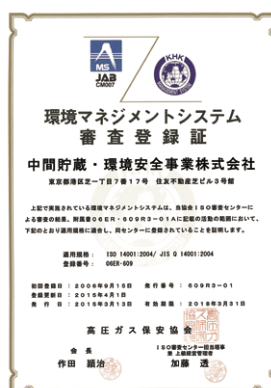 MS
JAB
CM007
KHK
環境マネジメントシステム
審査登録証
中間貯蔵・環境安全事業株式会社
東京都港区芝一丁目7番17号 住友不動産芝ビル3号館
上記で実施されている環境マネジメントシステムは、当協会ISO審査センターに
よる審査の結果、附属書06ER・609R3-01Aに記載の活動の範囲において、
下記のとおり適用規格に適合し、同センターに登録されていることを証明します。
適用規格： ISO 14001:2004/ JIS Q 14001:2004
登録番号： 06ER・609
初回登録日：2006年9月15日 発行番号：609R3-01
登録更新日：2015年4月1日
発行日：2015年3月13日 有効期限：2018年3月31日
高圧ガス保安協会
会長
作田 頴治
ISO審査センター担当理事
兼 上級経営管理者
加藤 透